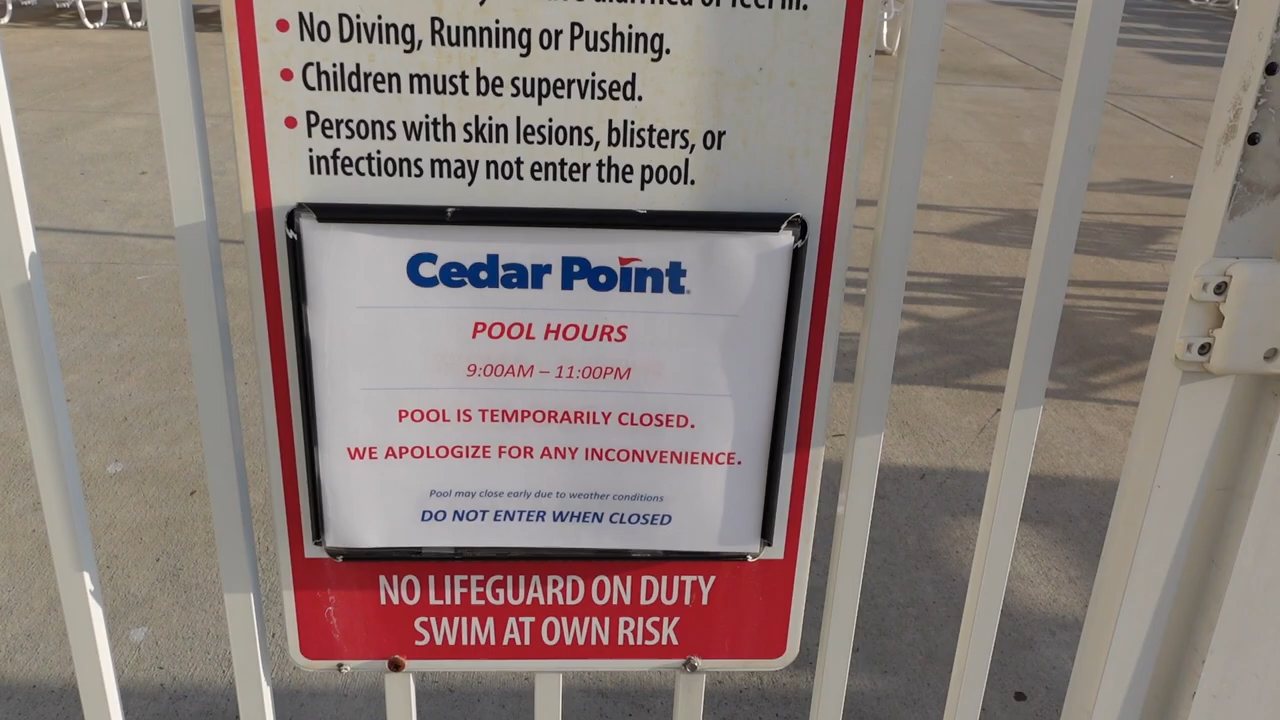 or feel ill.
• No Diving, Running or Pushing.
• Children must be supervised.
• Persons with skin lesions, blisters, or
infections may not enter the pool.
Cedar Point
POOL HOURS
9:00AM – 11:00PM
POOL IS TEMPORARILY CLOSED.
WE APOLOGIZE FOR ANY INCONVENIENCE.
Pool may close early due to weather conditions
DO NOT ENTER WHEN CLOSED
NO LIFEGUARD ON DUTY
SWIM AT OWN RISK